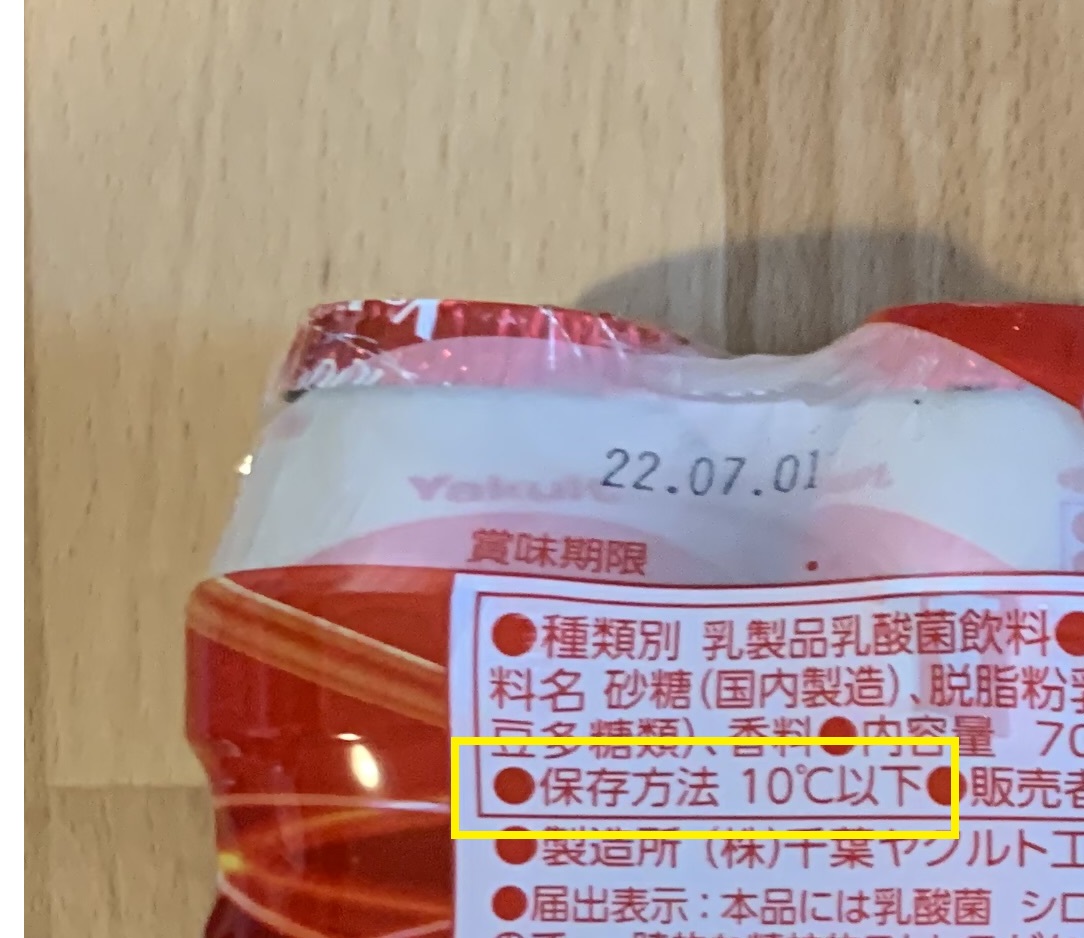 22.07.01
Yakult
賞味期限
●種類別 乳製品乳酸菌飲料●
料名 砂糖(国内製造)、脱脂粉乳
豆多糖類)、香料●内容量 70
●保存方法 10℃以下●販売者
●製造所 (株)千葉ヤクルト工
●届出表示:本品には乳酸菌 シロ